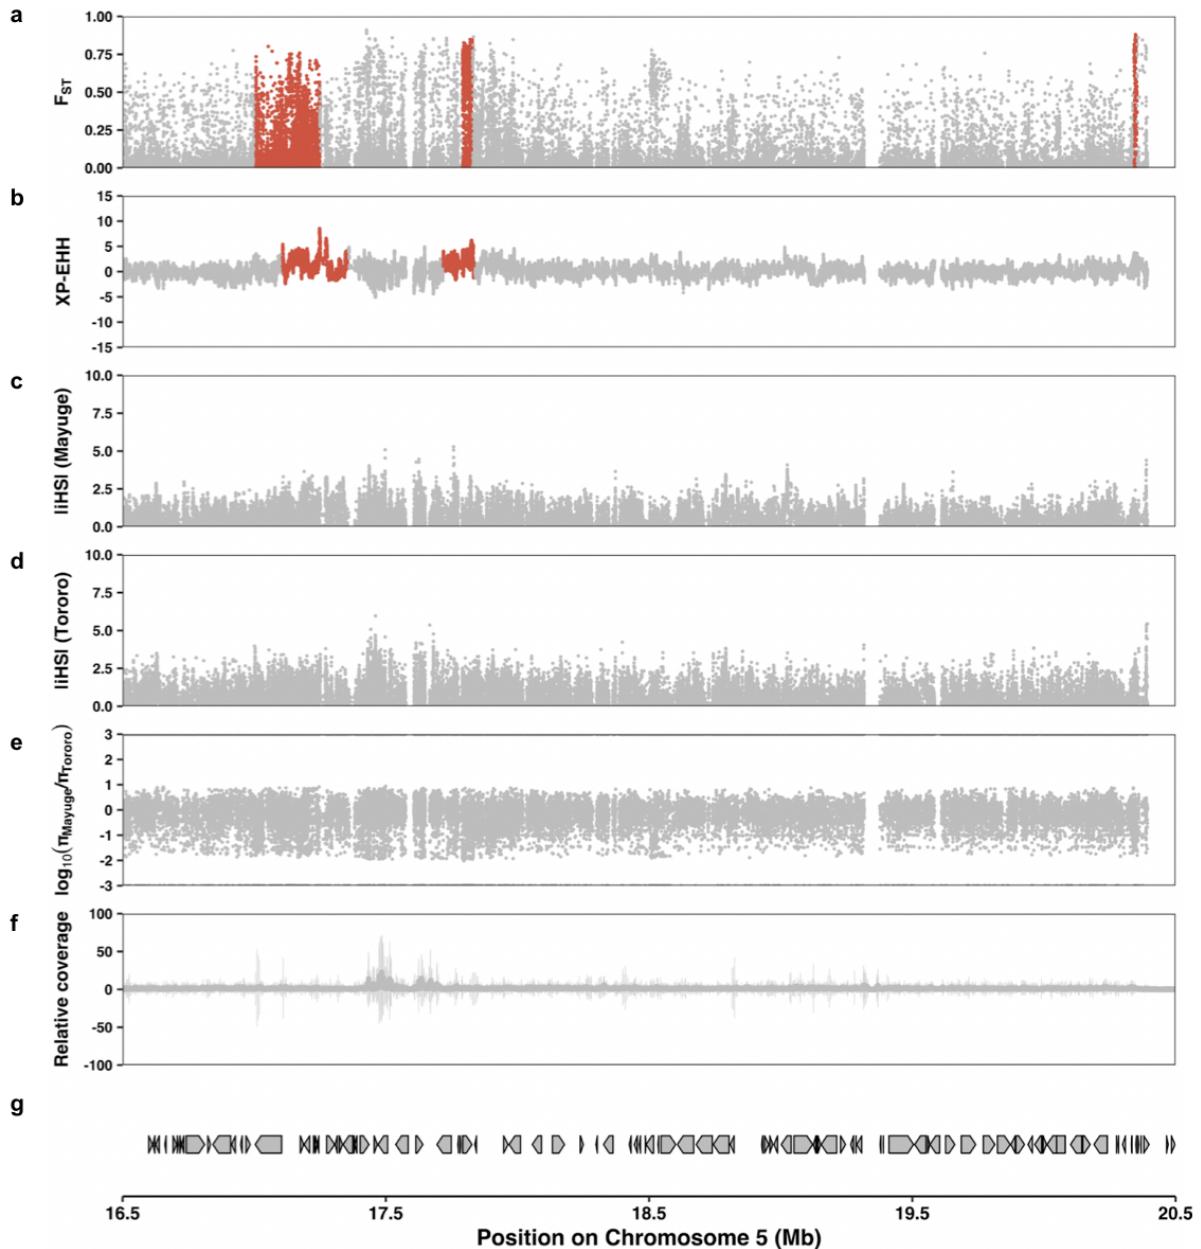 a
1.00
0.75
0.50
0.25
0.00
FST
b
15
10
5
0
-5
-10
-15
XP-EHH
c
10.0
7.5
5.0
2.5
0.0
liHSl (Mayuge)
d
10.0
7.5
5.0
2.5
0.0
liHSl (Tororo)
e
3
2
1
0
-1
-2
-3
log10(πMayuge/πTororo)
f
100
50
0
-50
-100
Relative coverage
g
16.5 17.5 18.5 19.5 20.5
Position on Chromosome 5 (Mb)